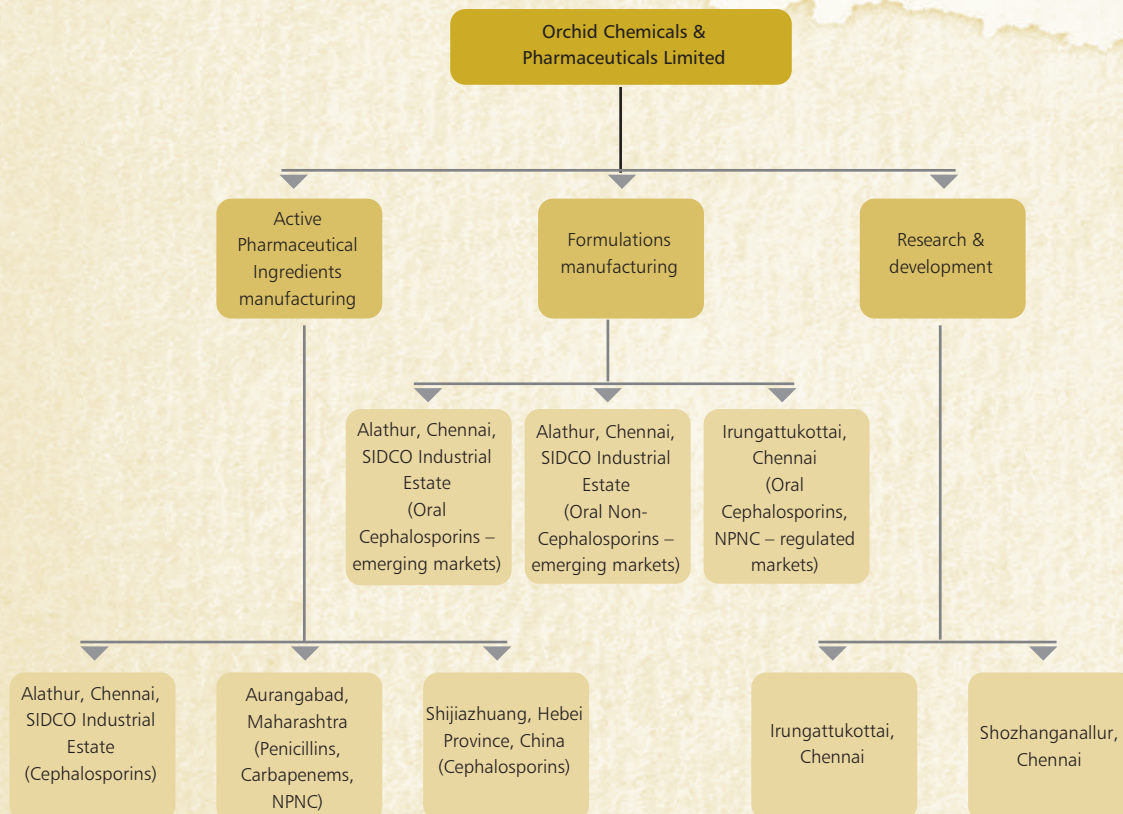 Orchid Chemicals &
Pharmaceuticals Limited
Active
Pharmaceutical
Ingredients
manufacturing
Formulations
manufacturing
Research &
development
Alathur, Chennai,
SIDCO Industrial
Estate
(Oral
Cephalosporins –
emerging markets)
Alathur, Chennai,
SIDCO Industrial
Estate
(Oral Non-
Cephalosporins –
emerging markets)
Irungattukottai,
Chennai
(Oral
Cephalosporins,
NPNC – regulated
markets)
Alathur, Chennai,
SIDCO Industrial
Estate
(Cephalosporins)
Aurangabad,
Maharashtra
(Penicillins,
Carbapenems,
NPNC)
Shijiazhuang, Hebei
Province, China
(Cephalosporins)
Irungattukottai,
Chennai
Shozhanganallur,
Chennai